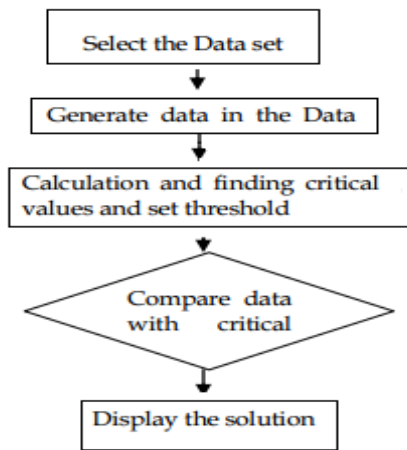 Select the Data set
Generate data in the Data
Calculation and finding critical
values and set threshold
Compare data
with critical
Display the solution